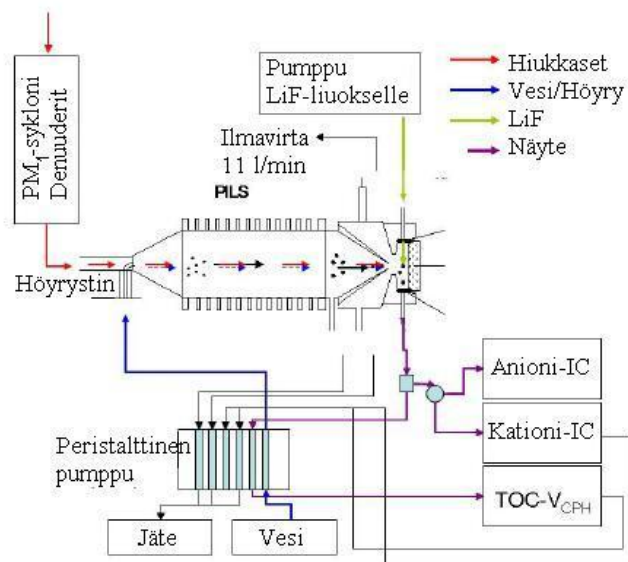 PM1-sykloni
Denuuderit
Pumppu
LiF-liuokselle
Hiukkaset
Vesi/Höyry
LiF
Näyte
Ilmavirta
11 l/min
PILS
Höyrystin
Anioni-IC
Kationi-IC
TOC-VCPH
Peristalttinen
pumppu
Jäte
Vesi